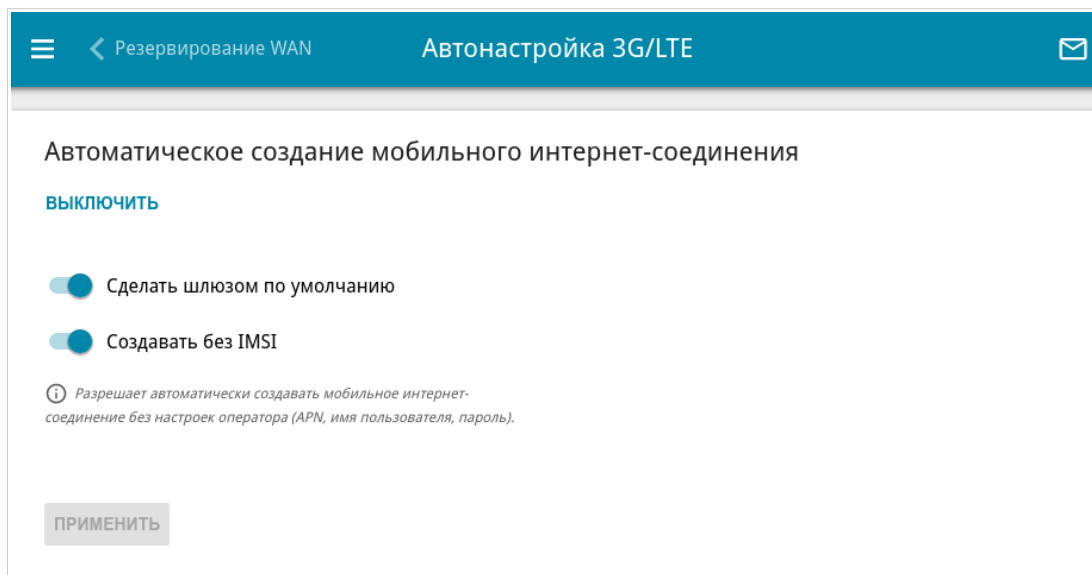 Резервирование WAN
Автонастройка 3G/LTE
Автоматическое создание мобильного интернет-соединения
ВЫКЛЮЧИТЬ
Сделать шлюзом по умолчанию
Создавать без IMSI
Разрешает автоматически создавать мобильное интернет-
соединение без настроек оператора (APN, имя пользователя, пароль).
ПРИМЕНИТЬ